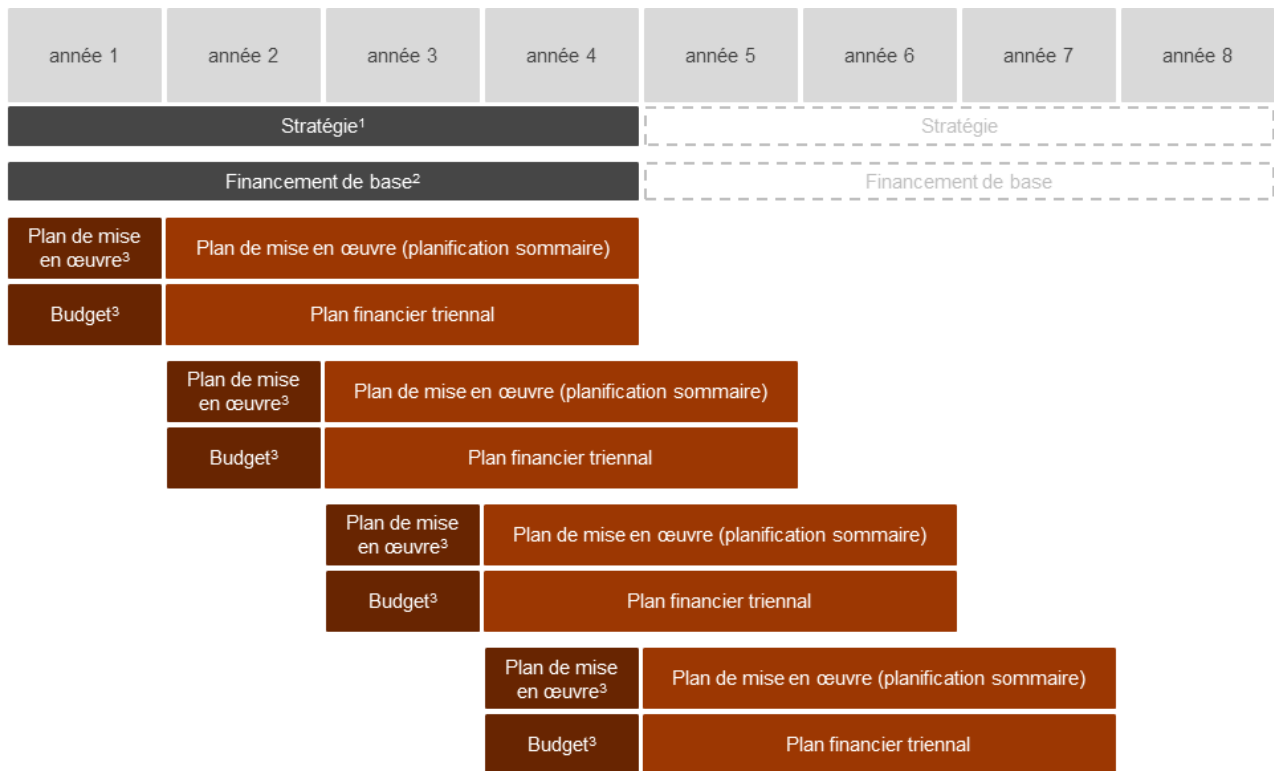 année 1
année 2
année 3
année 4
année 5
année 6
année 7
année 8
Stratégie¹
Stratégie
Financement de base²
Financement de base
Plan de mise
en œuvre³
Plan de mise en œuvre (planification sommaire)
Budget³
Plan financier triennal
Plan de mise
en œuvre³
Plan de mise en œuvre (planification sommaire)
Budget³
Plan financier triennal
Plan de mise
en œuvre³
Plan de mise en œuvre (planification sommaire)
Budget³
Plan financier triennal
Plan de mise
en œuvre³
Plan de mise en œuvre (planification sommaire)
Budget³
Plan financier triennal